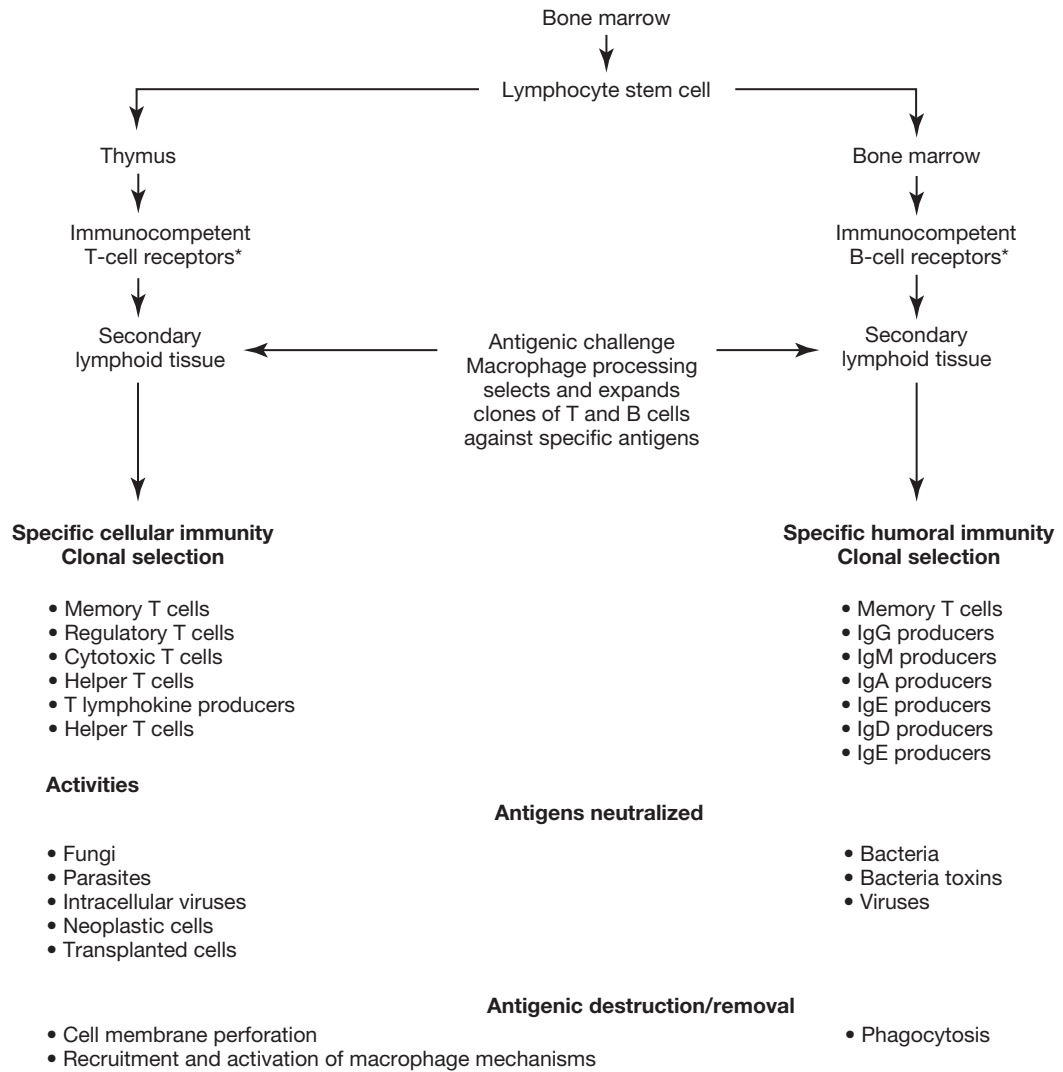 Bone marrow
Lymphocyte stem cell
Thymus
Bone marrow
Immunocompetent
T-cell receptors*
Immunocompetent
B-cell receptors*
Secondary
lymphoid tissue
Antigenic challenge
Macrophage processing
selects and expands
clones of T and B cells
against specific antigens
Secondary
lymphoid tissue
Specific cellular immunity
Clonal selection
Specific humoral immunity
Clonal selection
• Memory T cells
• Regulatory T cells
• Cytotoxic T cells
• Helper T cells
• T lymphokine producers
• Helper T cells
• Memory T cells
• IgG producers
• IgM producers
• IgA producers
• IgE producers
• IgD producers
• IgE producers
Activities
Antigens neutralized
• Fungi
• Parasites
• Intracellular viruses
• Neoplastic cells
• Transplanted cells
• Bacteria
• Bacteria toxins
• Viruses
Antigenic destruction/removal
• Cell membrane perforation
• Recruitment and activation of macrophage mechanisms
• Phagocytosis